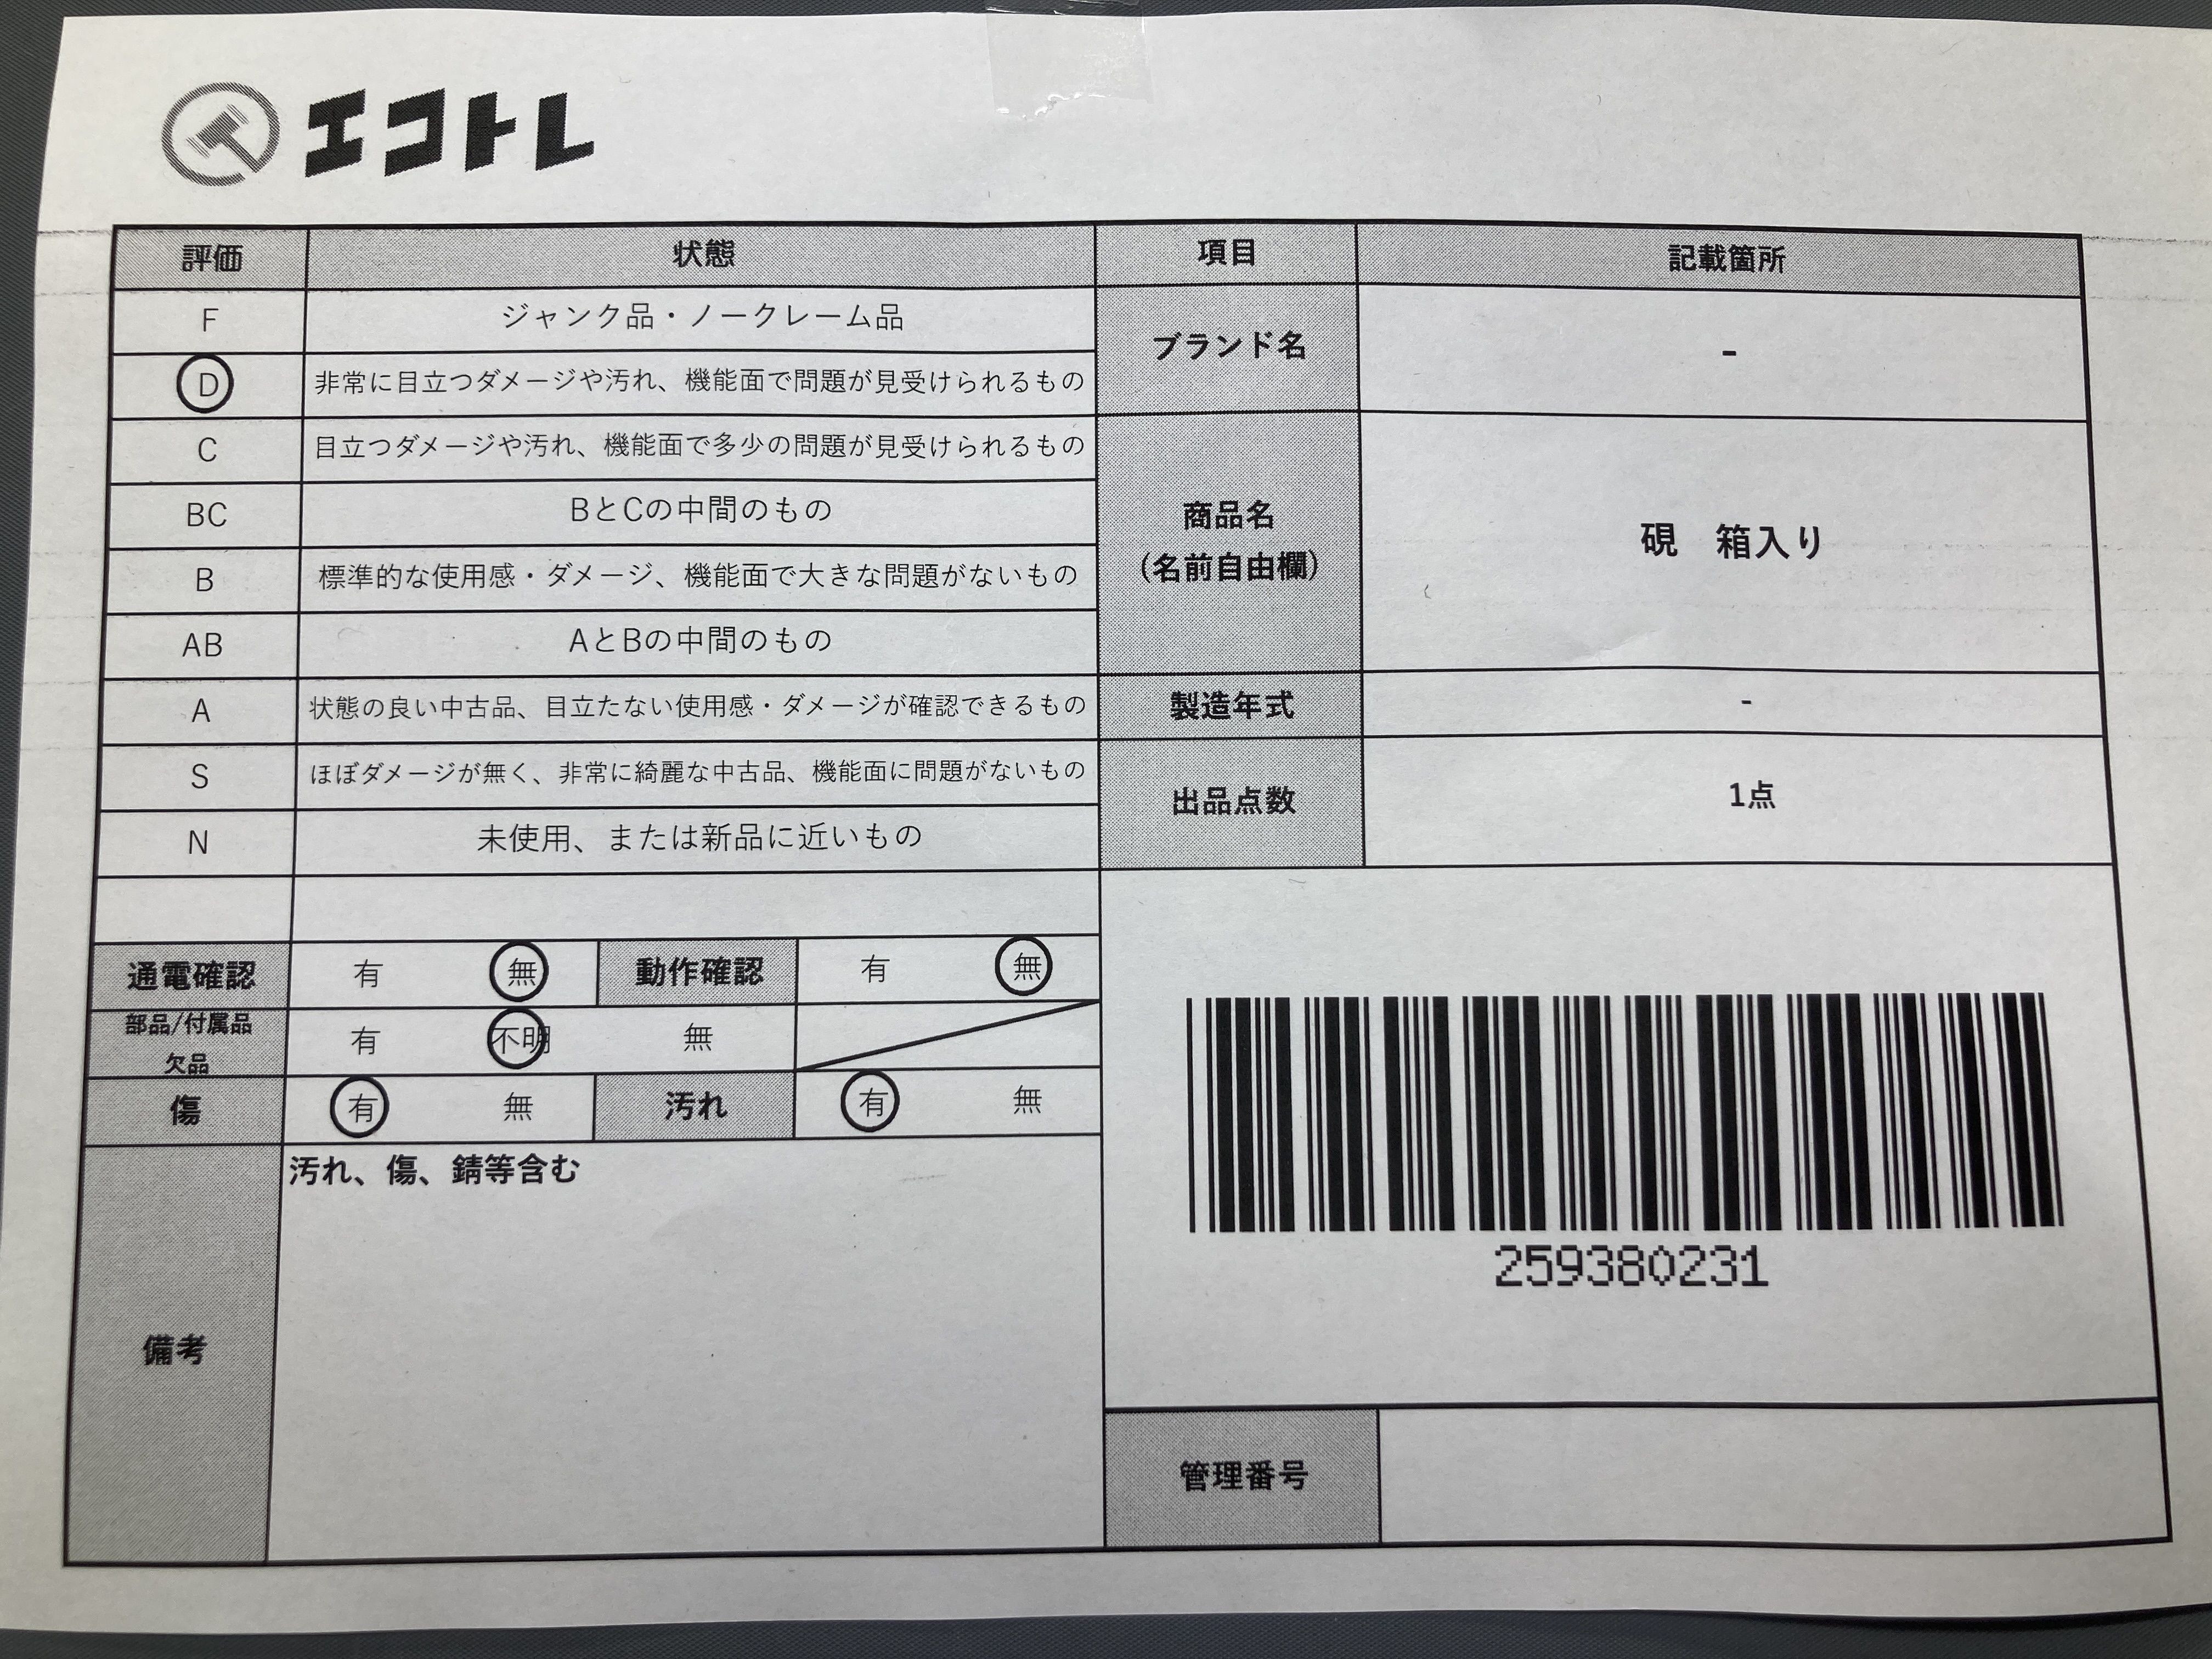 エコトレ
評価 状態 項目 記載箇所
F ジャンク品・ノークレーム品
D 非常に目立つダメージや汚れ、機能面で問題が見受けられるもの
ブランド名 -
C 目立つダメージや汚れ、機能面で多少の問題が見受けられるもの
BC BとCの中間のもの
商品名
(名前自由欄)
硯 箱入り
B 標準的な使用感・ダメージ、機能面で大きな問題がないもの
AB AとBの中間のもの
A 状態の良い中古品、目立たない使用感・ダメージが確認できるもの
製造年式 -
S ほぼダメージが無く、非常に綺麗な中古品、機能面に問題がないもの
出品点数 1点
N 未使用、または新品に近いもの
通電確認 有 無 動作確認 有 無
部品/付属品
欠品
有 不明 無
傷 有 無 汚れ 有 無
備考
汚れ、傷、錆等含む
259380231
管理番号